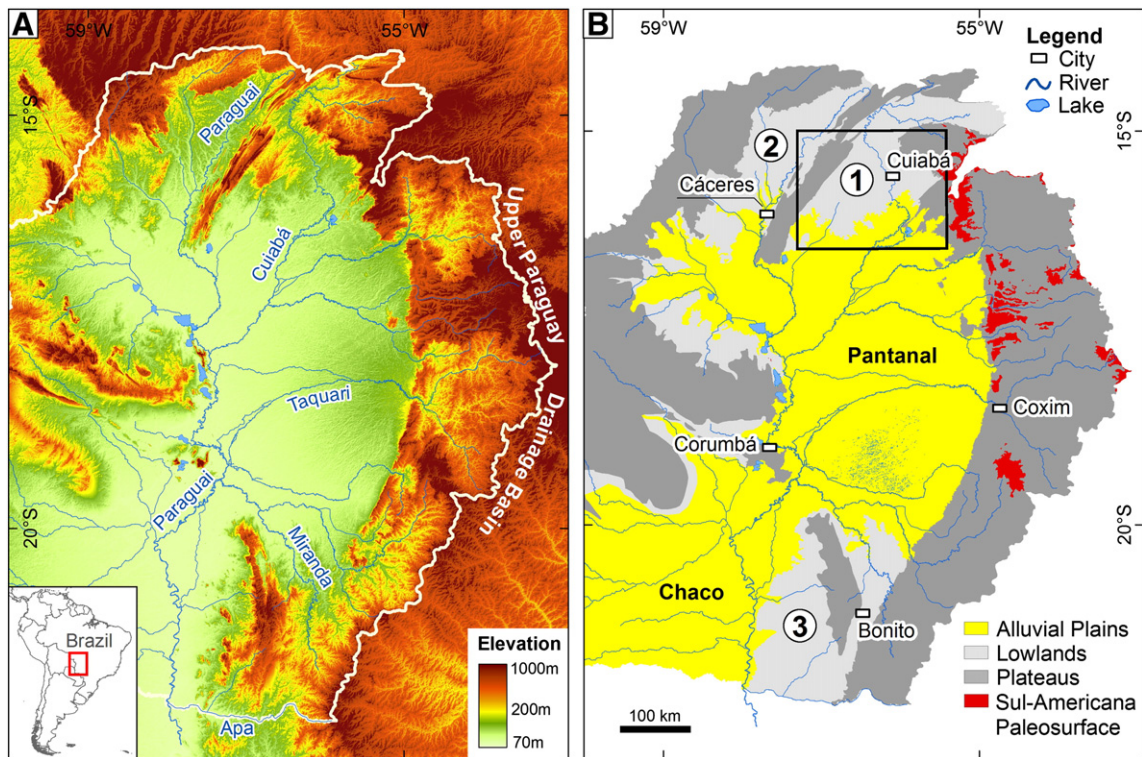 A
59°W
55°W
15°S
Paraguai
Cuiabá
Upper Paraguay
Drainage Basin
Taquari
Paraguai
20°S
Miranda
Apa
Brazil
Elevation
1000m
200m
70m
B
59°W
55°W
Legend
City
River
Lake
15°S
2
Cáceres
1
Cuiabá
Pantanal
Coxim
Corumbá
20°S
Chaco
3
Bonito
100 km
Alluvial Plains
Lowlands
Plateaus
Sul-Americana
Paleosurface